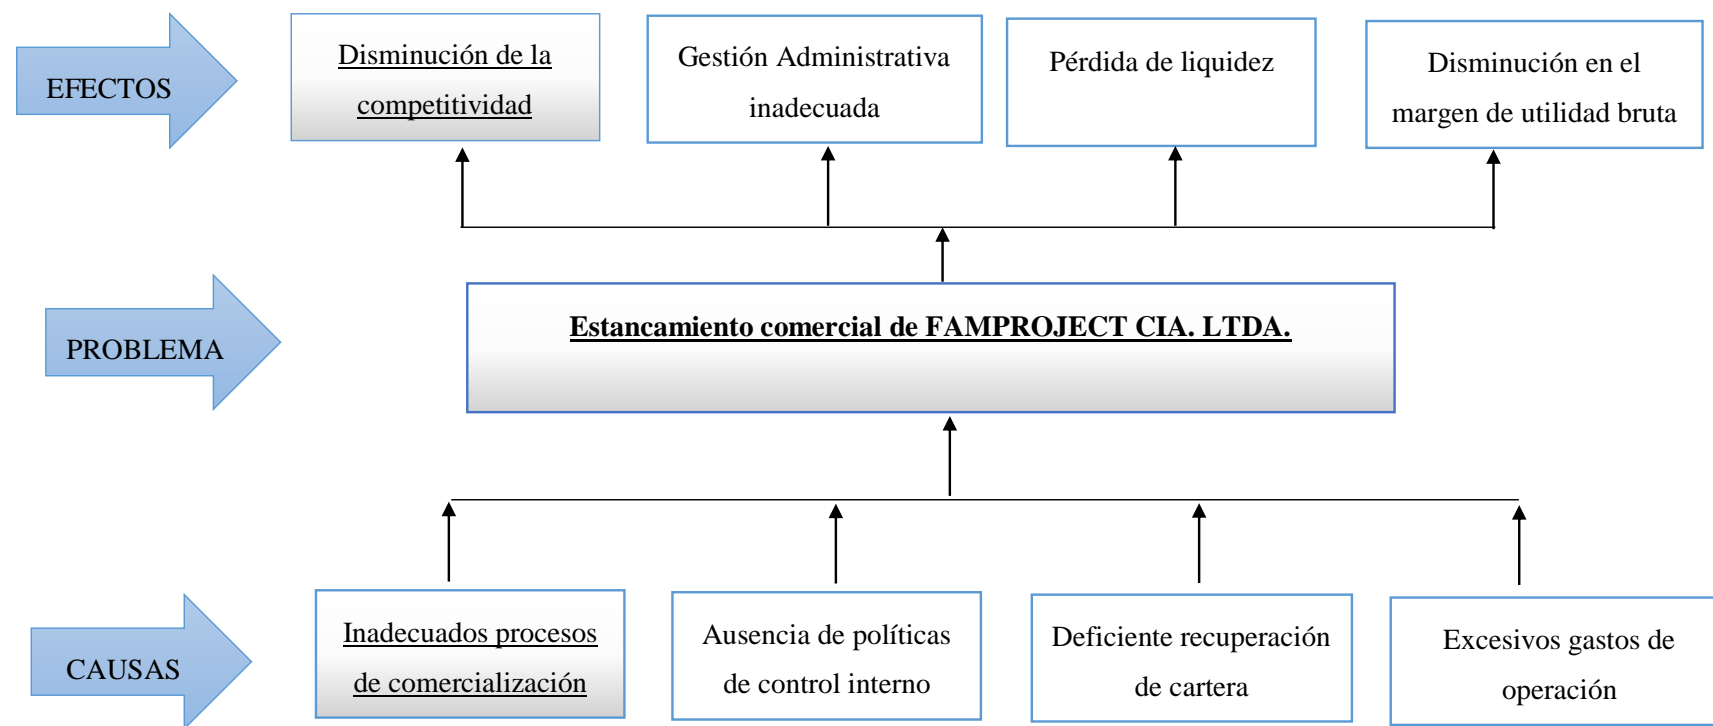 EFECTOS
Disminución de la
competitividad
Gestión Administrativa
inadecuada
Pérdida de liquidez
Disminución en el
margen de utilidad bruta
PROBLEMA
Estancamiento comercial de FAMPROJECT CIA. LTDA.
CAUSAS
Inadecuados procesos
de comercialización
Ausencia de políticas
de control interno
Deficiente recuperación
de cartera
Excesivos gastos de
operación